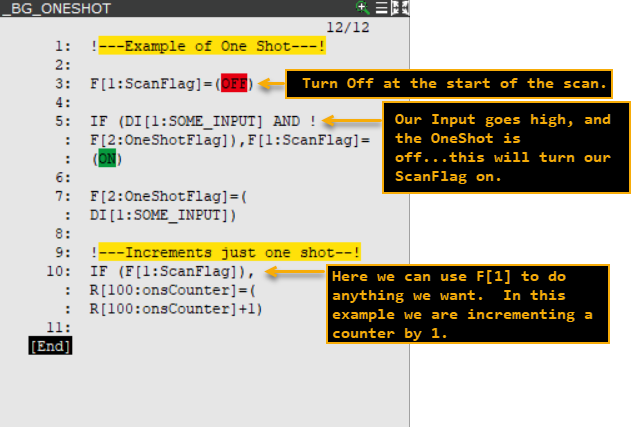 _BG_ONESHOT
12/12
1: !---Example of One Shot---!
2:
3: F[1:ScanFlag]=(OFF)
Turn Off at the start of the scan.
4:
5: IF (DI[1:SOME_INPUT] AND !
: F[2:OneShotFlag]),F[1:ScanFlag]=
: (ON)
Our Input goes high, and
the OneShot is
off...this will turn our
ScanFlag on.
6:
7: F[2:OneShotFlag]=(
: DI[1:SOME_INPUT])
8:
9: !---Increments just one shot--!
10: IF (F[1:ScanFlag]),
: R[100:onsCounter]=(
: R[100:onsCounter]+1)
Here we can use F[1] to do
anything we want. In this
example we are incrementing a
counter by 1.
11:
[End]